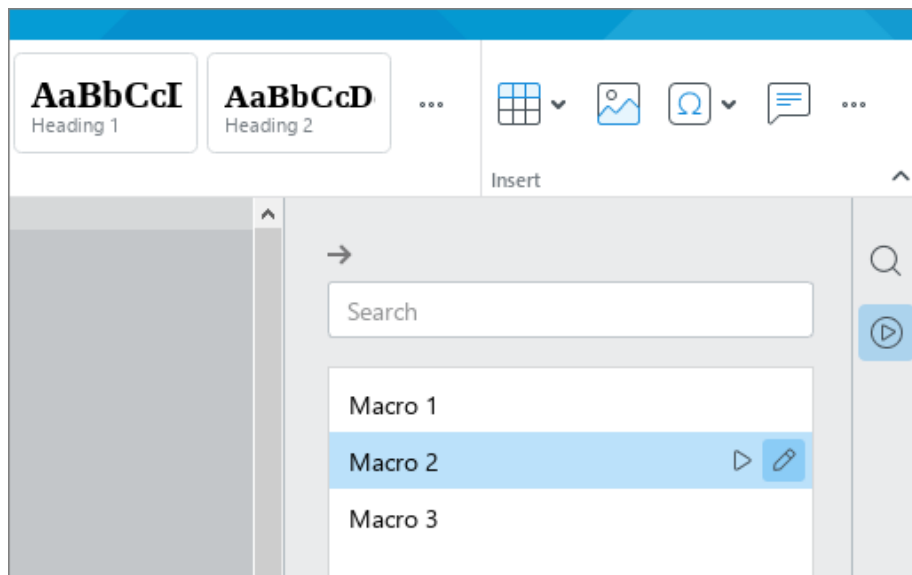 AaBbCcI
Heading 1
AaBbCcD
Heading 2
Insert
Search
Macro 1
Macro 2
Macro 3